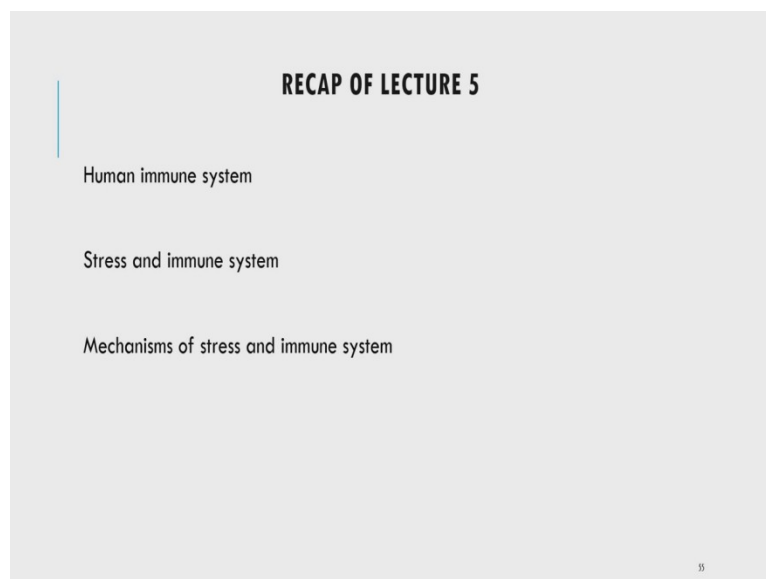 RECAP OF LECTURE 5
Human immune system
Stress and immune system
Mechanisms of stress and immune system
55